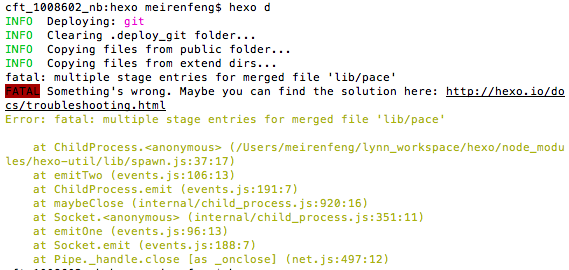 cft_1008602_nb:hexo meirenfeng$ hexo d
INFO  Deploying: git
INFO  Clearing .deploy_git folder...
INFO  Copying files from public folder...
INFO  Copying files from extend dirs...
fatal: multiple stage entries for merged file 'lib/pace'
FATAL Something's wrong. Maybe you can find the solution here: http://hexo.io/do
cs/troubleshooting.html
Error: fatal: multiple stage entries for merged file 'lib/pace'
at ChildProcess.<anonymous> (/Users/meirenfeng/lynn_workspace/hexo/node_modu
les/hexo-util/lib/spawn.js:37:17)
at emitTwo (events.js:106:13)
at ChildProcess.emit (events.js:191:7)
at maybeClose (internal/child_process.js:920:16)
at Socket.<anonymous> (internal/child_process.js:351:11)
at emitOne (events.js:96:13)
at Socket.emit (events.js:188:7)
at Pipe._handle.close [as _onclose] (net.js:497:12)